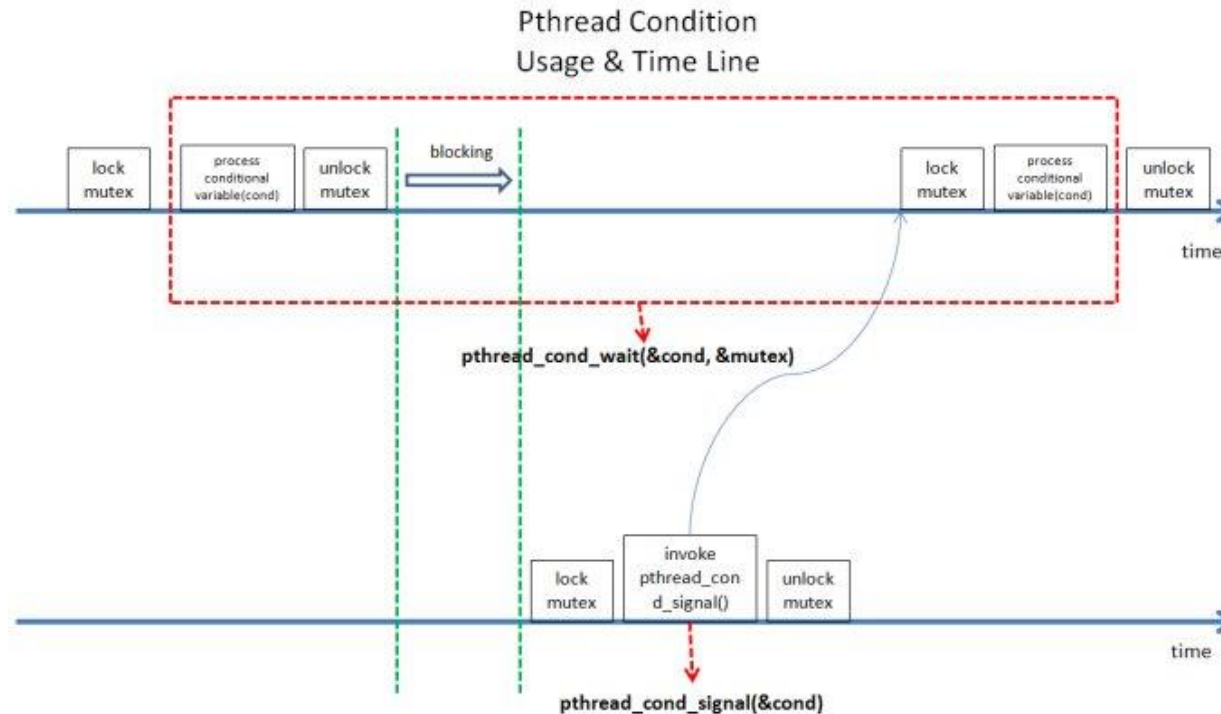 Pthread Condition
Usage & Time Line
blocking
lock
mutex
process
conditional
variable(cond)
unlock
mutex
lock
mutex
process
conditional
variable(cond)
unlock
mutex
time
pthread_cond_wait(&cond, &mutex)
lock
mutex
invoke
pthread_con
d_signal()
unlock
mutex
time
pthread_cond_signal(&cond)